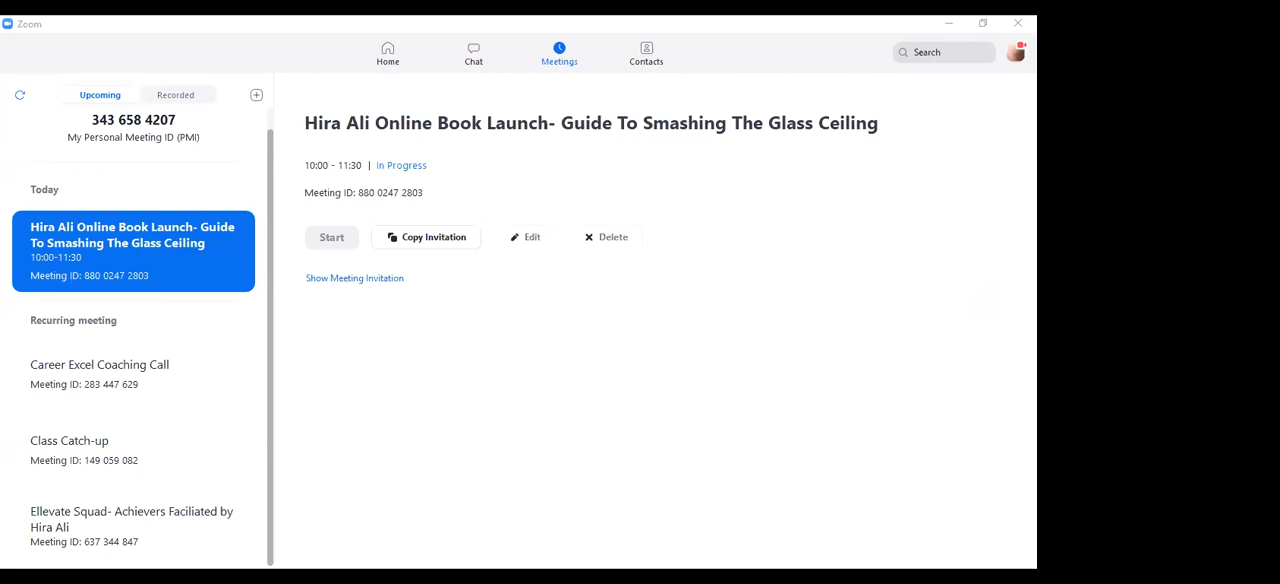 Zoom
Home
Chat
Meetings
Contacts
Search
Upcoming
Recorded
343 658 4207
My Personal Meeting ID (PMI)
Today
Hira Ali Online Book Launch- Guide
To Smashing The Glass Ceiling
10:00-11:30
Meeting ID: 880 0247 2803
Recurring meeting
Career Excel Coaching Call
Meeting ID: 283 447 629
Class Catch-up
Meeting ID: 149 059 082
Ellevate Squad- Achievers Faciliated by
Hira Ali
Meeting ID: 637 344 847
Hira Ali Online Book Launch- Guide To Smashing The Glass Ceiling
10:00 - 11:30 | In Progress
Meeting ID: 880 0247 2803
Start
Copy Invitation
Edit
Delete
Show Meeting Invitation